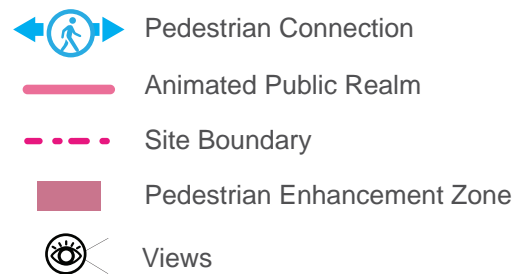 Pedestrian Connection
Animated Public Realm
Site Boundary
Pedestrian Enhancement Zone
Views